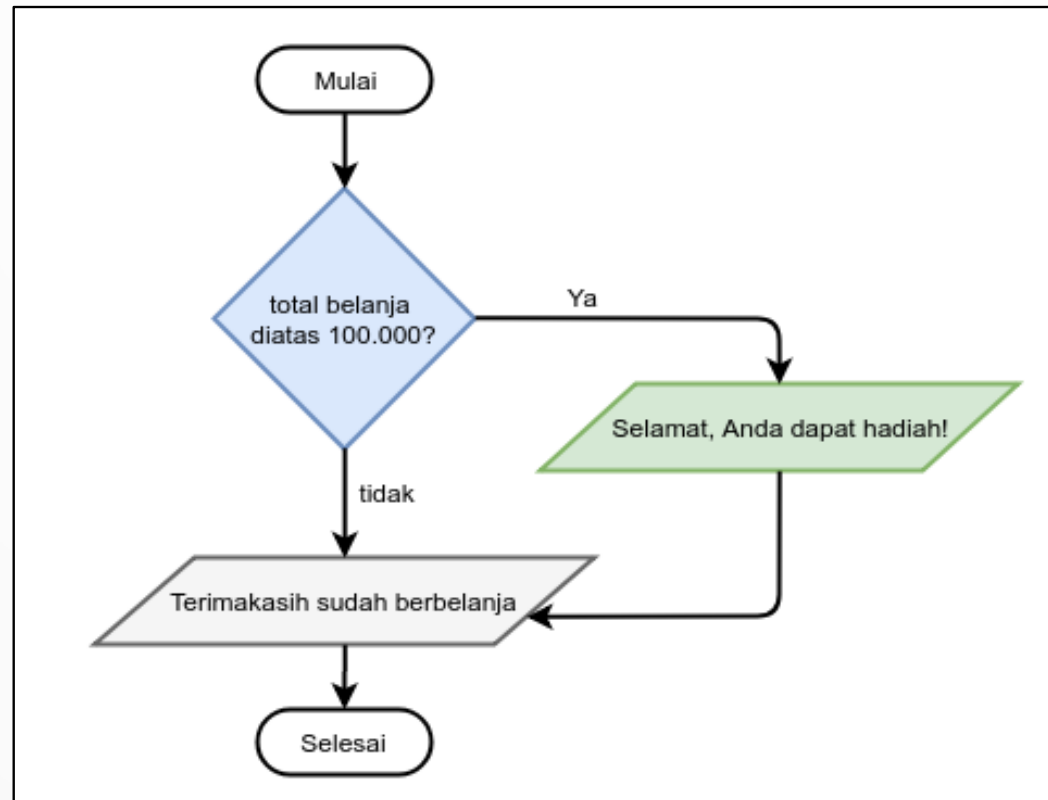 Mulai
total belanja
diatas 100.000?
Ya
Selamat, Anda dapat hadiah!
tidak
Terimakasih sudah berbelanja
Selesai